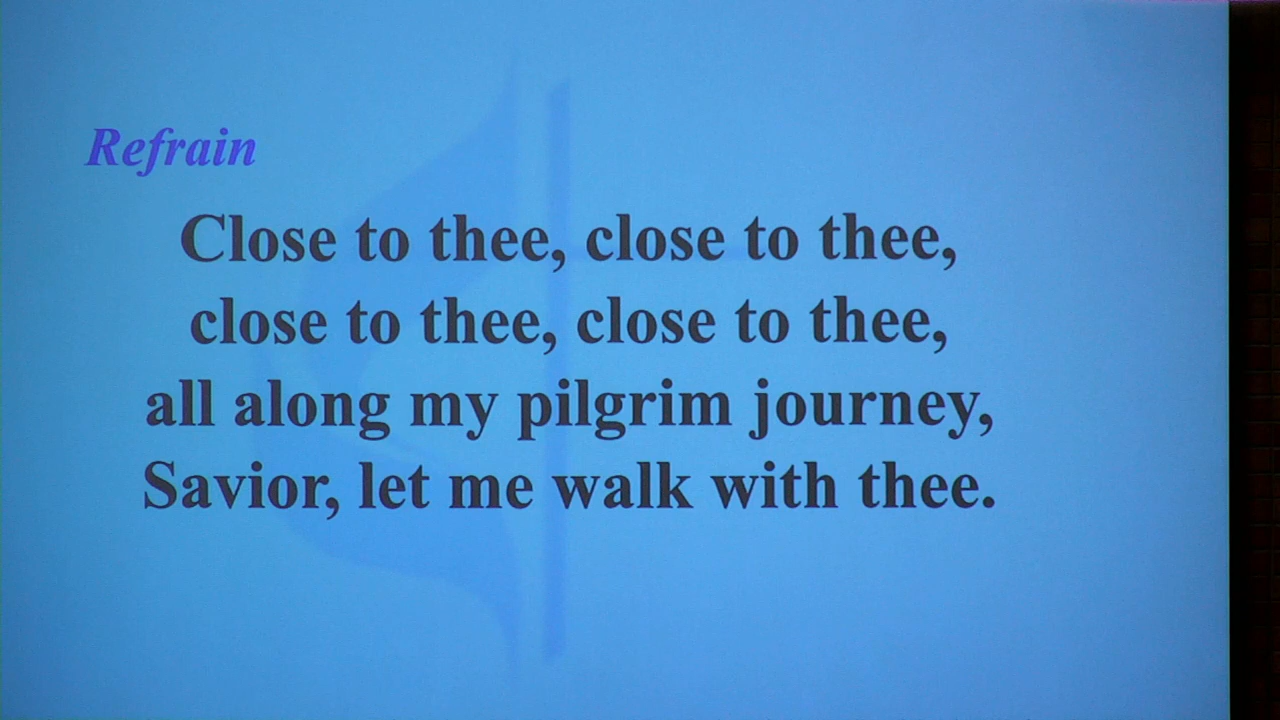 Refrain
Close to thee, close to thee,
close to thee, close to thee,
all along my pilgrim journey,
Savior, let me walk with thee.